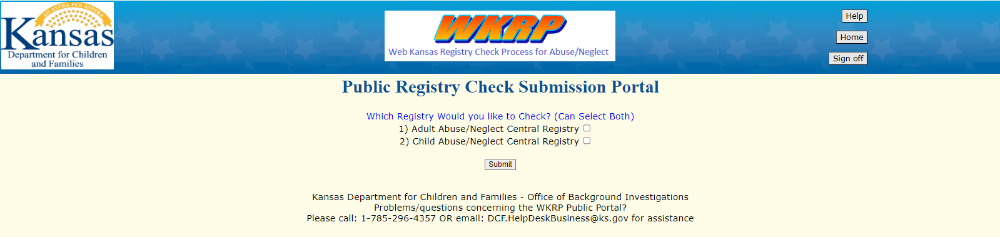 AD ASTRA PER ASPERA
Kansas
Department for Children
and Families
WKRP
Web Kansas Registry Check Process for Abuse/Neglect
Help
Home
Sign off
Public Registry Check Submission Portal
Which Registry Would you like to Check? (Can Select Both)
1) Adult Abuse/Neglect Central Registry
2) Child Abuse/Neglect Central Registry
Submit
Kansas Department for Children and Families - Office of Background Investigations
Problems/questions concerning the WKRP Public Portal?
Please call: 1-785-296-4357 OR email: DCF.HelpDeskBusiness@ks.gov for assistance